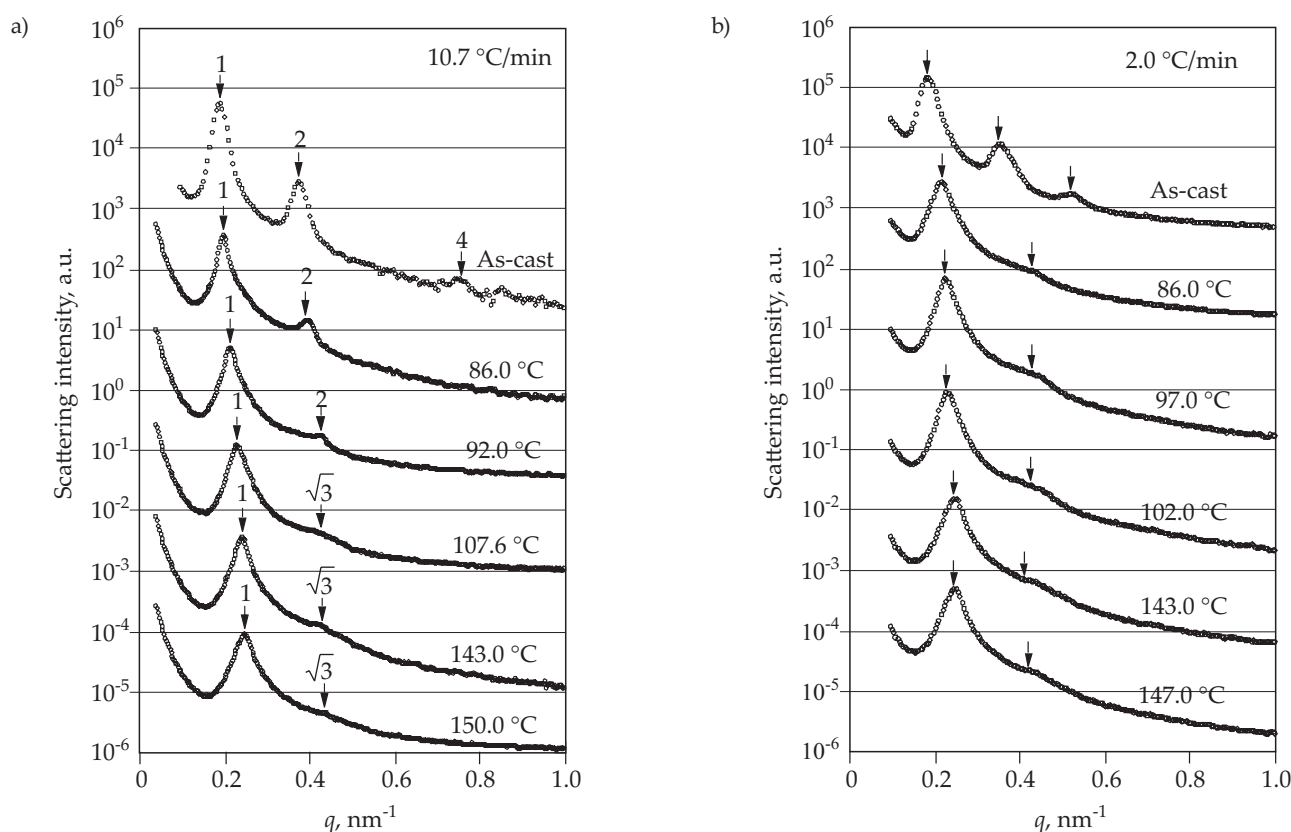 a)
10.7 °C/min
Scattering intensity, a.u.
10⁶
10⁵
10⁴
10³
10²
10¹
10⁰
10⁻¹
10⁻²
10⁻³
10⁻⁴
10⁻⁵
10⁻⁶
1
2
4
As-cast
1
2
86.0 °C
1
2
92.0 °C
1
√3
107.6 °C
1
√3
143.0 °C
1
√3
150.0 °C
0 0.2 0.4 0.6 0.8 1.0
q, nm⁻¹
b)
2.0 °C/min
Scattering intensity, a.u.
10⁶
10⁵
10⁴
10³
10²
10¹
10⁰
10⁻¹
10⁻²
10⁻³
10⁻⁴
10⁻⁵
10⁻⁶
As-cast
86.0 °C
97.0 °C
102.0 °C
143.0 °C
147.0 °C
0 0.2 0.4 0.6 0.8 1.0
q, nm⁻¹